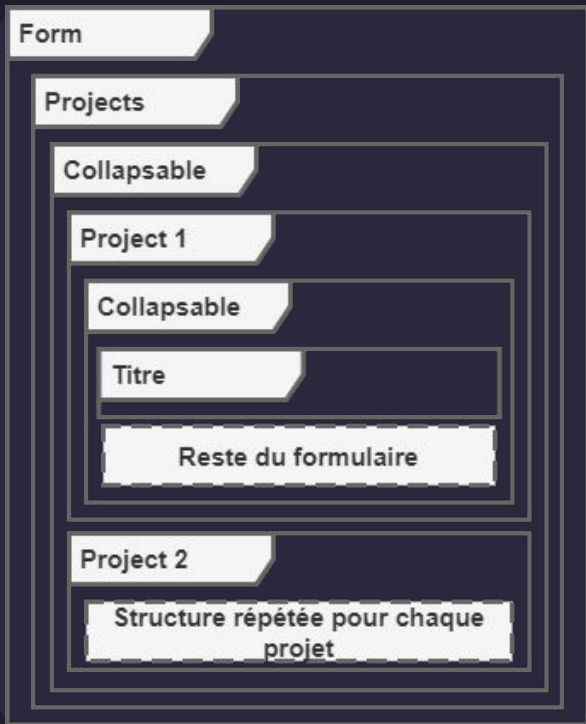 Form
Projects
Collapsable
Project 1
Collapsable
Titre
Reste du formulaire
Project 2
Structure répétée pour chaque
projet